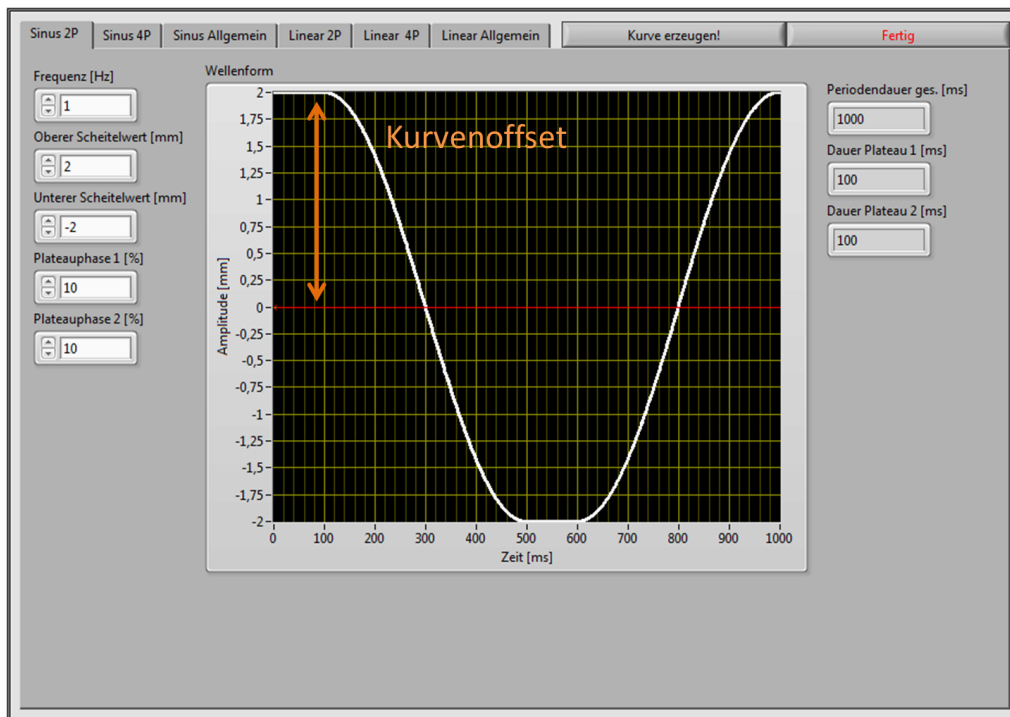 Sinus 2P
Sinus 4P
Sinus Allgemein
Linear 2P
Linear 4P
Linear Allgemein
Kurve erzeugen!
Fertig
Frequenz [Hz]
1
Oberer Scheitelwert [mm]
2
Unterer Scheitelwert [mm]
-2
Plateauphase 1 [%]
10
Plateauphase 2 [%]
10
Wellenform
Kurvenoffset
Amplitude [mm]
2
1,75
1,5
1,25
1
0,75
0,5
0,25
0
-0,25
-0,5
-0,75
-1
-1,25
-1,5
-1,75
-2
0 100 200 300 400 500 600 700 800 900 1000
Zeit [ms]
Periodendauer ges. [ms]
1000
Dauer Plateau 1 [ms]
100
Dauer Plateau 2 [ms]
100